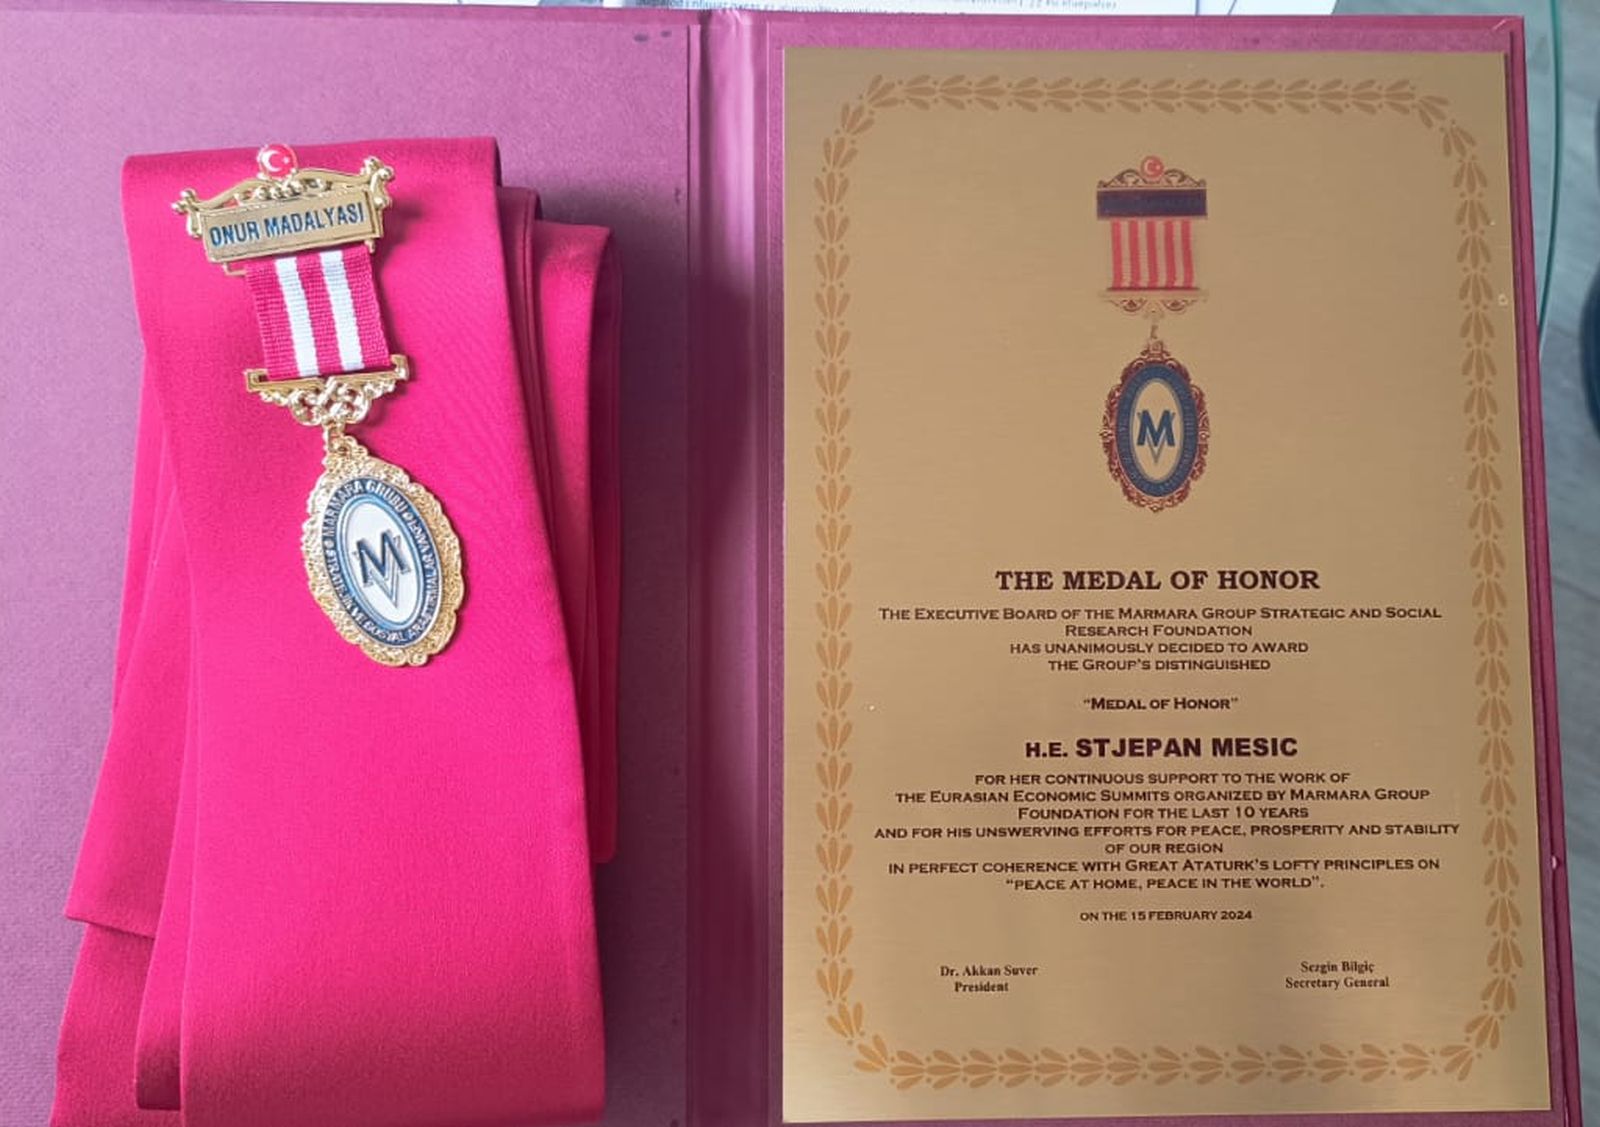 ONUR MADALYASI
MARMARA GRUBU
M
THE MEDAL OF HONOR
THE EXECUTIVE BOARD OF THE MARMARA GROUP STRATEGIC AND SOCIAL
RESEARCH FOUNDATION
HAS UNANIMOUSLY DECIDED TO AWARD
THE GROUP'S DISTINGUISHED
"MEDAL OF HONOR"
H.E. STJEPAN MESIC
FOR HER CONTINUOUS SUPPORT TO THE WORK OF
THE EURASIAN ECONOMIC SUMMITS ORGANIZED BY MARMARA GROUP
FOUNDATION FOR THE LAST 10 YEARS
AND FOR HIS UNSWERVING EFFORTS FOR PEACE, PROSPERITY AND STABILITY
OF OUR REGION
IN PERFECT COHERENCE WITH GREAT ATATURK'S LOFTY PRINCIPLES ON
"PEACE AT HOME, PEACE IN THE WORLD".
ON THE 15 FEBRUARY 2024
Dr. Akkan Suver
President
Sezgin Bilgiç
Secretary General